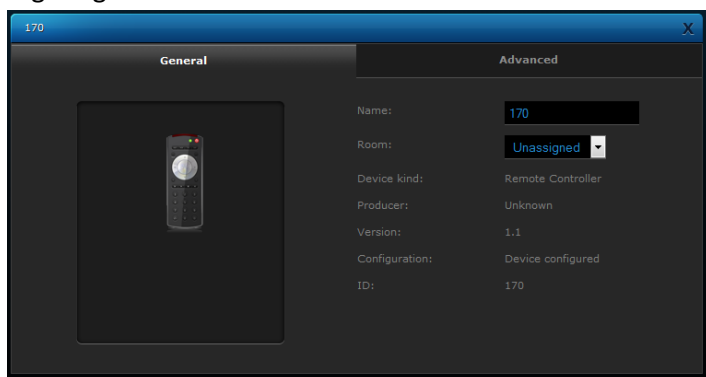 170 X
General Advanced
Name: 170
Room: Unassigned
Device kind: Remote Controller
Producer: Unknown
Version: 1.1
Configuration: Device configured
ID: 170